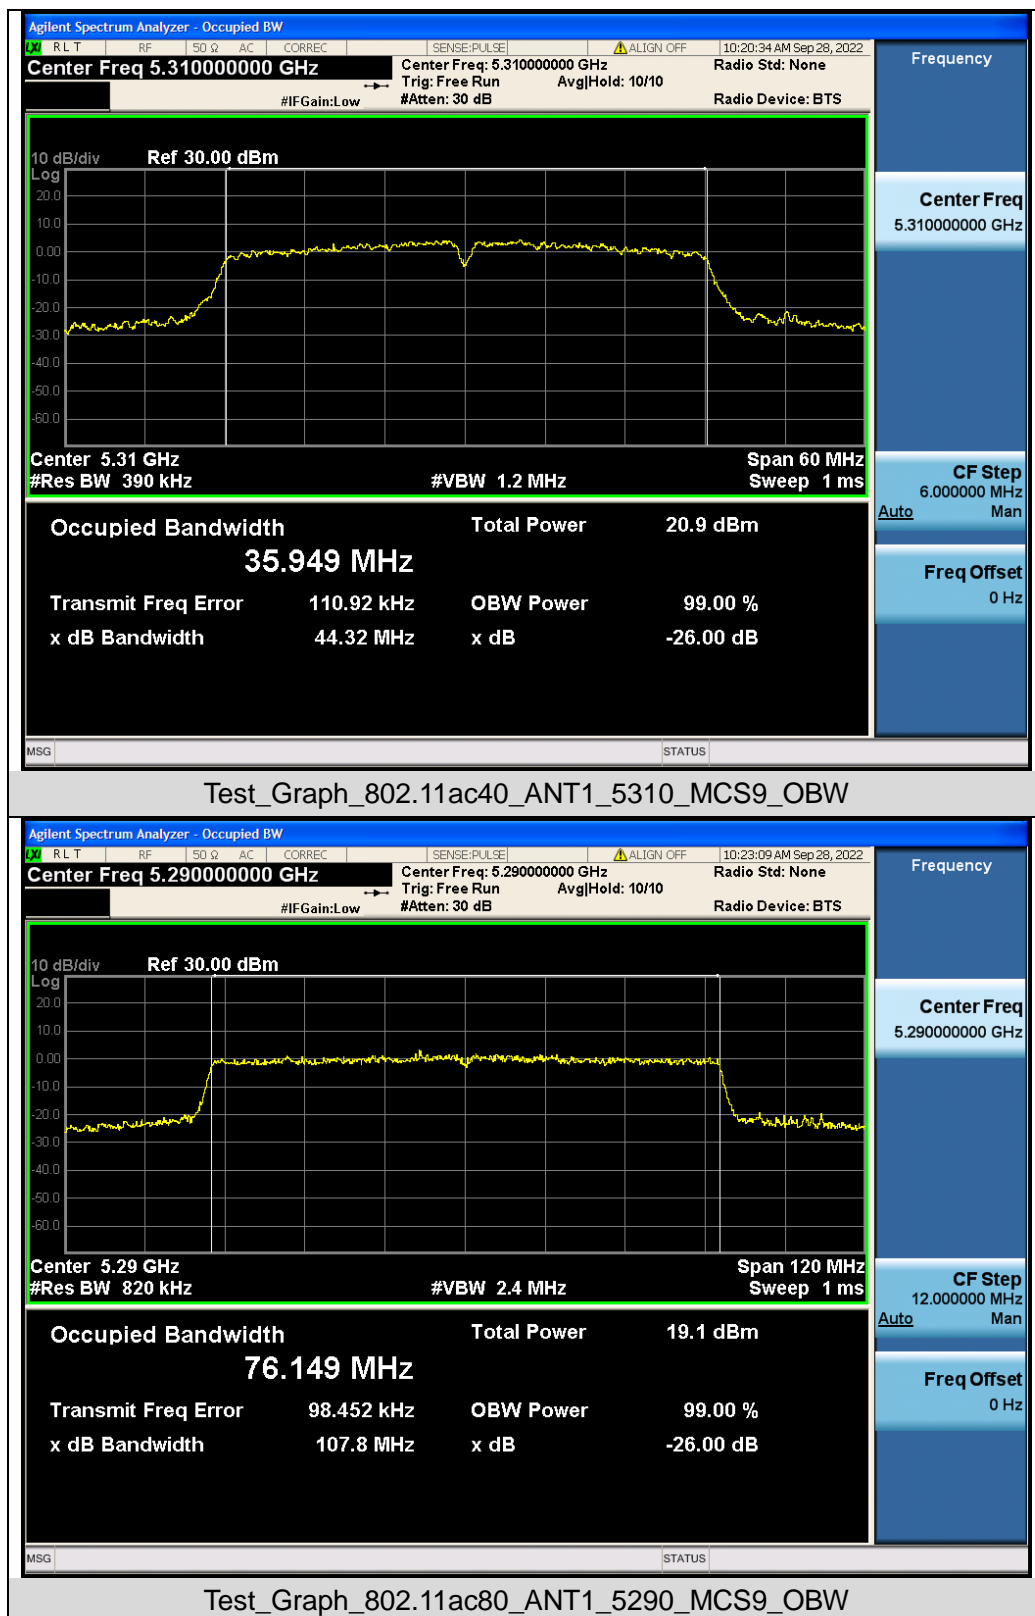 Agilent Spectrum Analyzer - Occupied BW
LXI RLT RF 50 Ω AC CORREC SENSE:PULSE ALIGN OFF 10:20:34 AM Sep 28, 2022
Center Freq 5.310000000 GHz
Center Freq: 5.310000000 GHz
Radio Std: None
Trig: Free Run Avg|Hold: 10/10
#IFGain:Low
#Atten: 30 dB
Radio Device: BTS
Frequency
10 dB/div Ref 30.00 dBm
Log
20.0
10.0
0.00
-10.0
-20.0
-30.0
-40.0
-50.0
-60.0
Center Freq
5.310000000 GHz
Center 5.31 GHz Span 60 MHz
#Res BW 390 kHz #VBW 1.2 MHz Sweep 1 ms
CF Step
6.000000 MHz
Auto Man
Occupied Bandwidth Total Power 20.9 dBm
35.949 MHz
Transmit Freq Error 110.92 kHz OBW Power 99.00 %
x dB Bandwidth 44.32 MHz x dB -26.00 dB
Freq Offset
0 Hz
MSG STATUS
Test_Graph_802.11ac40_ANT1_5310_MCS9_OBW
Agilent Spectrum Analyzer - Occupied BW
LXI RLT RF 50 Ω AC CORREC SENSE:PULSE ALIGN OFF 10:23:09 AM Sep 28, 2022
Center Freq 5.290000000 GHz
Center Freq: 5.290000000 GHz
Radio Std: None
Trig: Free Run Avg|Hold: 10/10
#IFGain:Low
#Atten: 30 dB
Radio Device: BTS
Frequency
10 dB/div Ref 30.00 dBm
Log
20.0
10.0
0.00
-10.0
-20.0
-30.0
-40.0
-50.0
-60.0
Center Freq
5.290000000 GHz
Center 5.29 GHz Span 120 MHz
#Res BW 820 kHz #VBW 2.4 MHz Sweep 1 ms
CF Step
12.000000 MHz
Auto Man
Occupied Bandwidth Total Power 19.1 dBm
76.149 MHz
Transmit Freq Error 98.452 kHz OBW Power 99.00 %
x dB Bandwidth 107.8 MHz x dB -26.00 dB
Freq Offset
0 Hz
MSG STATUS
Test_Graph_802.11ac80_ANT1_5290_MCS9_OBW